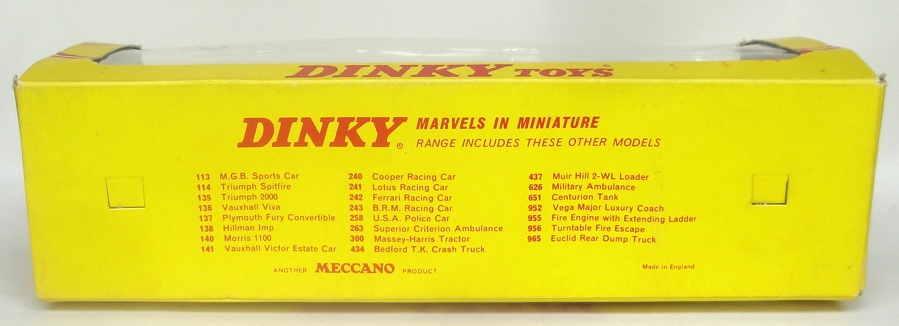 DINKY TOYS®
DINKY® MARVELS IN MINIATURE
RANGE INCLUDES THESE OTHER MODELS
113 M.G.B. Sports Car
114 Triumph Spitfire
135 Triumph 2000
136 Vauxhall Viva
137 Plymouth Fury Convertible
138 Hillman Imp
140 Morris 1100
141 Vauxhall Victor Estate Car
240 Cooper Racing Car
241 Lotus Racing Car
242 Ferrari Racing Car
243 B.R.M. Racing Car
258 U.S.A. Police Car
263 Superior Criterion Ambulance
300 Massey-Harris Tractor
434 Bedford T.K. Crash Truck
437 Muir Hill 2-WL Loader
626 Military Ambulance
651 Centurion Tank
952 Vega Major Luxury Coach
955 Fire Engine with Extending Ladder
956 Turntable Fire Escape
965 Euclid Rear Dump Truck
ANOTHER MECCANO PRODUCT
Made in England